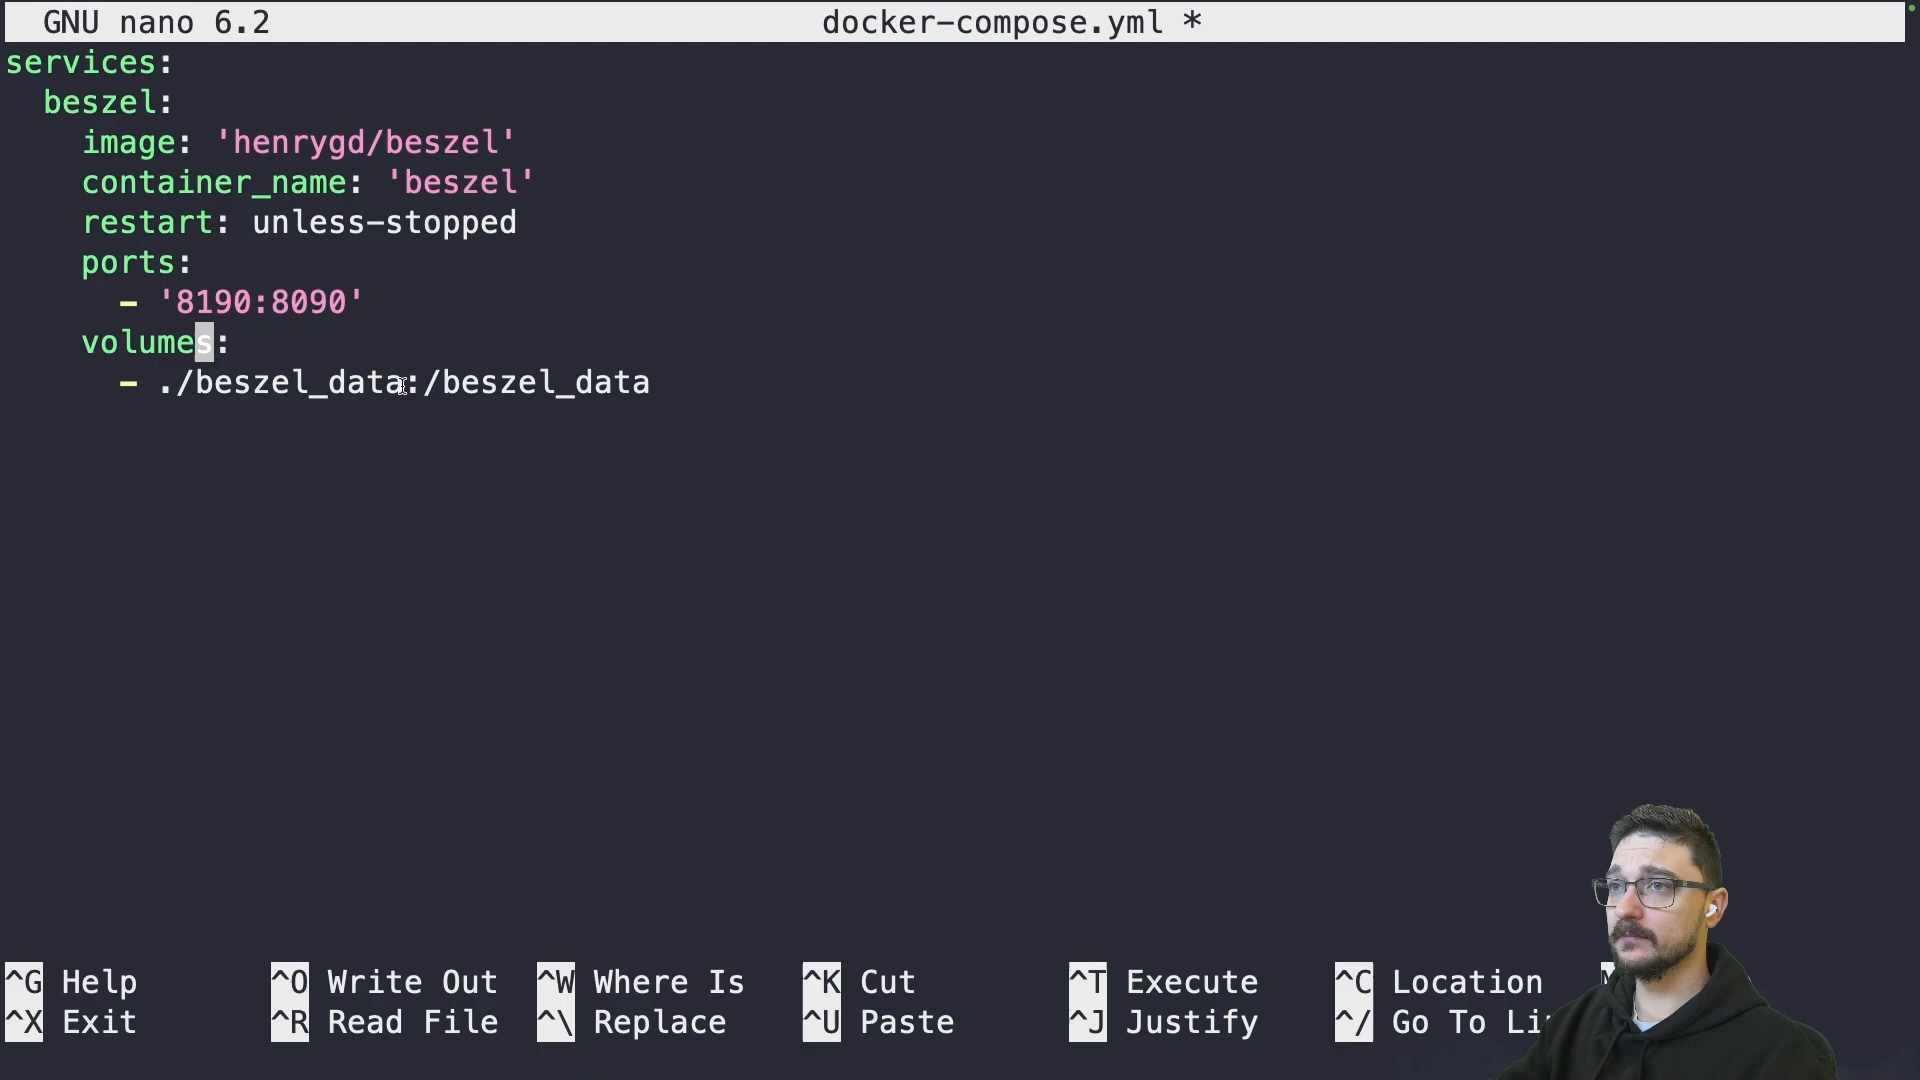 GNU nano 6.2 docker-compose.yml *
services:
  beszel:
    image: 'henrygd/beszel'
    container_name: 'beszel'
    restart: unless-stopped
    ports:
      - '8190:8090'
    volumes:
      - ./beszel_data:/beszel_data
^G Help ^O Write Out ^W Where Is ^K Cut ^T Execute ^C Location
^X Exit ^R Read File ^\ Replace ^U Paste ^J Justify ^/ Go To